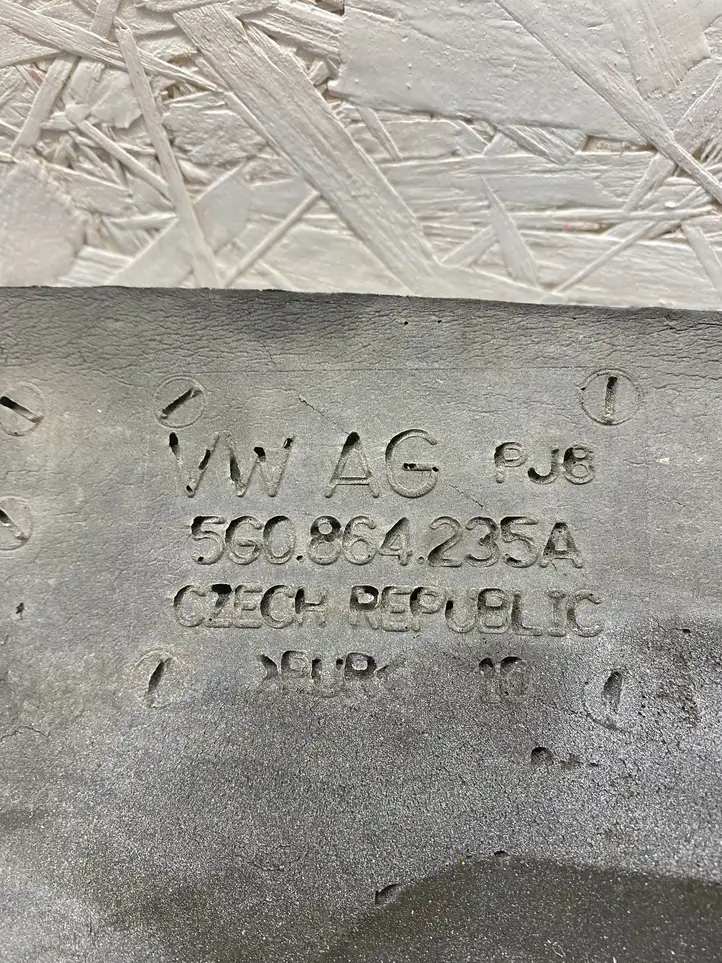 VW AG PJ8
5G0.864.235A
CZECH REPUBLIC
>PUR< 10